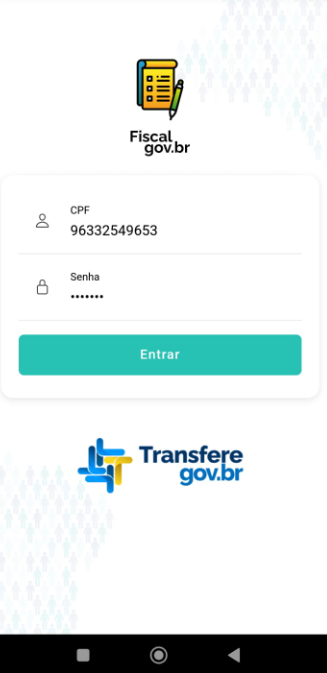 Fiscal
gov.br
CPF
96332549653
Senha
•••••••
Entrar
Transfere
gov.br